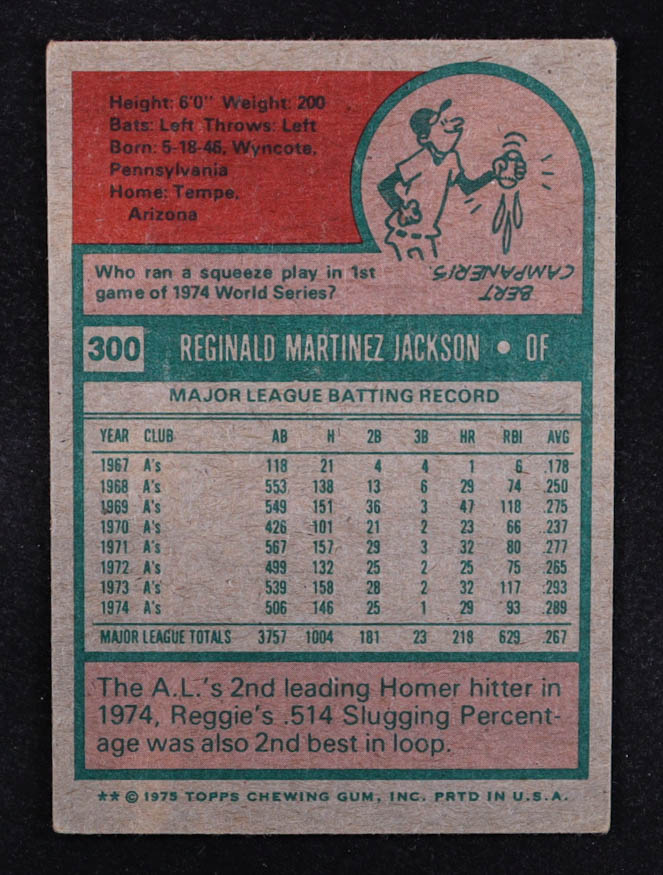 Height: 6'0" Weight: 200
Bats: Left Throws: Left
Born: 5-18-46, Wyncote,
Pennsylvania
Home: Tempe,
Arizona
Who ran a squeeze play in 1st
game of 1974 World Series?
BERT
CAMPANERIS.
300 REGINALD MARTINEZ JACKSON • OF
MAJOR LEAGUE BATTING RECORD
YEAR CLUB AB H 2B 3B HR RBI AVG
1967 A's 118 21 4 4 1 6 .178
1968 A's 553 138 13 6 29 74 .250
1969 A's 549 151 36 3 47 118 .275
1970 A's 426 101 21 2 23 66 .237
1971 A's 567 157 29 3 32 80 .277
1972 A's 499 132 25 2 25 75 .265
1973 A's 539 158 28 2 32 117 .293
1974 A's 506 146 25 1 29 93 .289
MAJOR LEAGUE TOTALS 3757 1004 181 23 218 629 .267
The A.L.'s 2nd leading Homer hitter in
1974, Reggie's .514 Slugging Percent-
age was also 2nd best in loop.
** © 1975 TOPPS CHEWING GUM, INC. PRTD IN U.S.A.